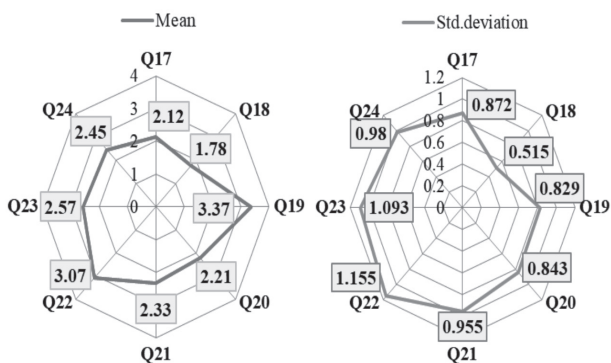 Mean
Q17
4
Q24
Q18
3
2.12
2.45
2
1.78
1
Q23
2.57
0
3.37
Q19
3.07
2.21
Q22
2.33
Q20
Q21
Std.deviation
Q17
1.2
Q24
1
0.872
Q18
0.98
0.8
0.6
0.515
0.4
0.829
0.2
Q23
1.093
0
Q19
0.843
1.155
Q22
0.955
Q20
Q21